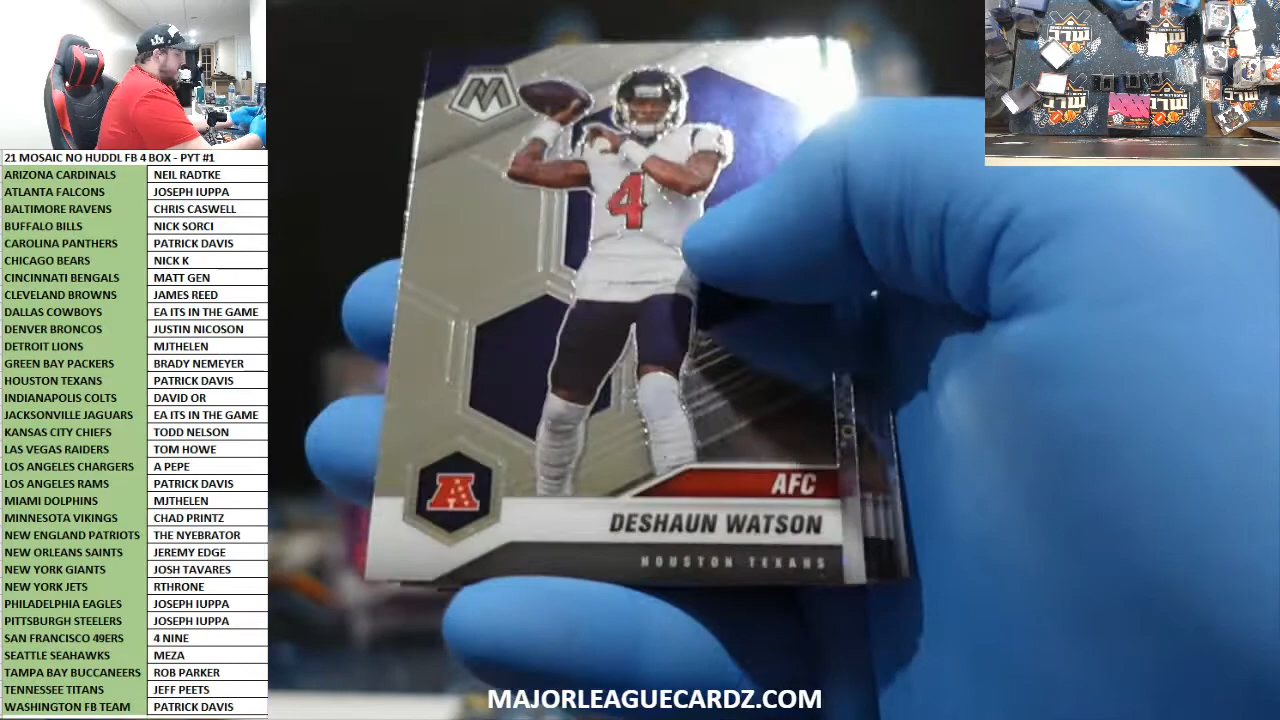 21 MOSAIC NO HUDDL FB 4 BOX - PYT #1
ARIZONA CARDINALS NEIL RADTKE
ATLANTA FALCONS JOSEPH IUPPA
BALTIMORE RAVENS CHRIS CASWELL
BUFFALO BILLS NICK SORCI
CAROLINA PANTHERS PATRICK DAVIS
CHICAGO BEARS NICK K
CINCINNATI BENGALS MATT GEN
CLEVELAND BROWNS JAMES REED
DALLAS COWBOYS EA ITS IN THE GAME
DENVER BRONCOS JUSTIN NICOSON
DETROIT LIONS MJTHELEN
GREEN BAY PACKERS BRADY NEMEYER
HOUSTON TEXANS PATRICK DAVIS
INDIANAPOLIS COLTS DAVID OR
JACKSONVILLE JAGUARS EA ITS IN THE GAME
KANSAS CITY CHIEFS TODD NELSON
LAS VEGAS RAIDERS TOM HOWE
LOS ANGELES CHARGERS A PEPE
LOS ANGELES RAMS PATRICK DAVIS
MIAMI DOLPHINS MJTHELEN
MINNESOTA VIKINGS CHAD PRINTZ
NEW ENGLAND PATRIOTS THE NYEBRATOR
NEW ORLEANS SAINTS JEREMY EDGE
NEW YORK GIANTS JOSH TAVARES
NEW YORK JETS RTHRONE
PHILADELPHIA EAGLES JOSEPH IUPPA
PITTSBURGH STEELERS JOSEPH IUPPA
SAN FRANCISCO 49ERS 4 NINE
SEATTLE SEAHAWKS MEZA
TAMPA BAY BUCCANEERS ROB PARKER
TENNESSEE TITANS JEFF PEETS
WASHINGTON FB TEAM PATRICK DAVIS
M
4
A
AFC
DESHAUN WATSON
HOUSTON TEXANS
MAJORLEAGUECARDZ.COM